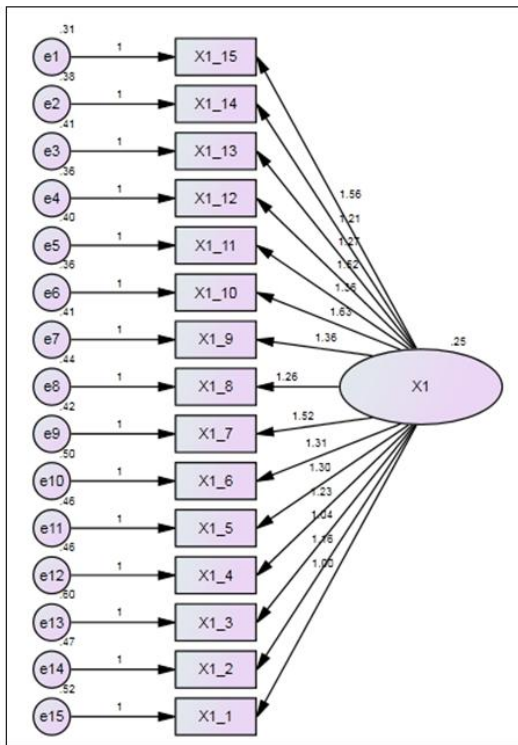 .31
e1 1 X1_15
.38
e2 1 X1_14
.41
e3 1 X1_13
.36
e4 1 X1_12
.40
e5 1 X1_11
.36
e6 1 X1_10
.41
e7 1 X1_9
.44
e8 1 X1_8
.42
e9 1 X1_7
.50
e10 1 X1_6
.46
e11 1 X1_5
.46
e12 1 X1_4
.60
e13 1 X1_3
.47
e14 1 X1_2
.52
e15 1 X1_1
1.56
1.21
1.27
1.52
1.36
1.63
1.36
1.26
1.52
1.31
1.30
1.23
1.04
1.16
1.00
.25
X1